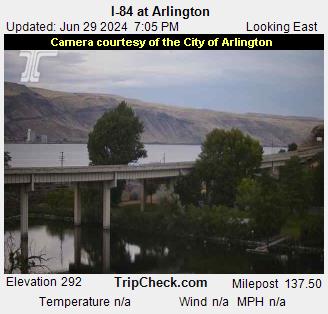 I-84 at Arlington
Updated: Jun 29 2024 7:05 PM Looking East
Camera courtesy of the City of Arlington
Elevation 292 TripCheck.com Milepost 137.50
Temperature n/a Wind n/a MPH n/a